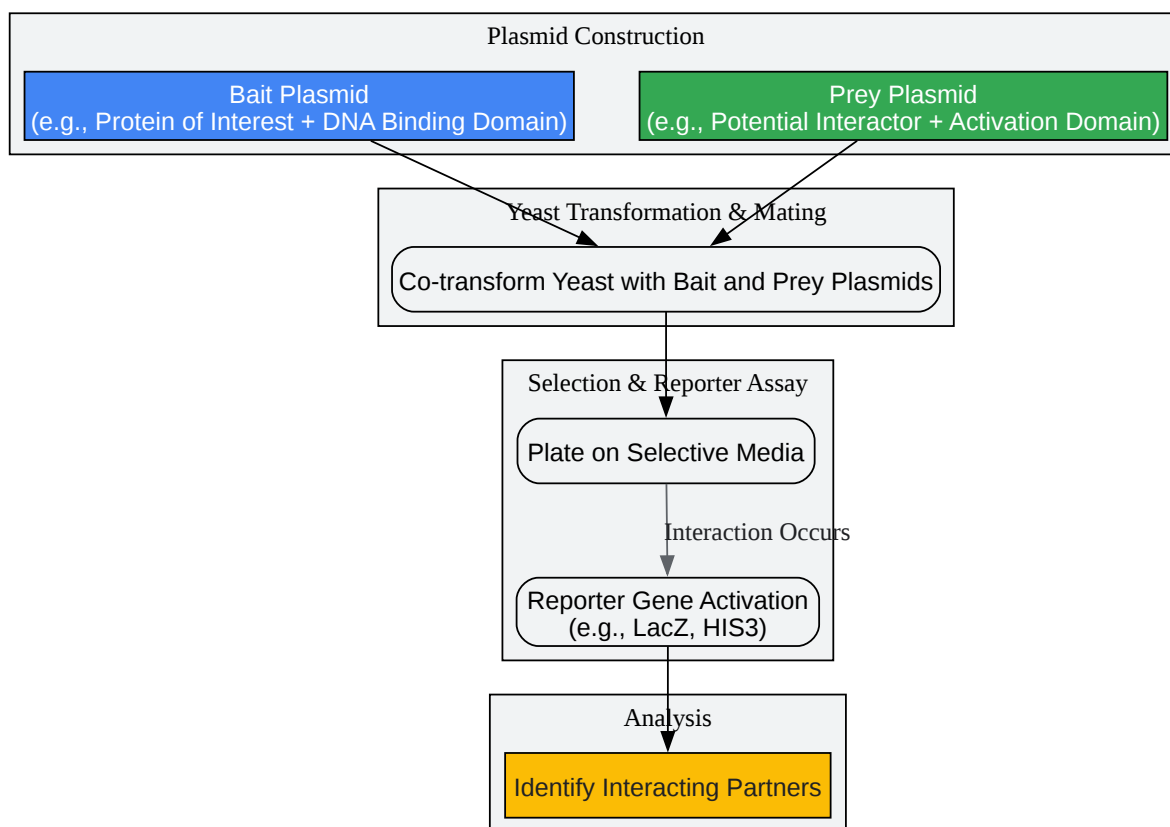 Plasmid Construction
Bait Plasmid
(e.g., Protein of Interest + DNA Binding Domain)
Prey Plasmid
(e.g., Potential Interactor + Activation Domain)
Yeast Transformation & Mating
Co-transform Yeast with Bait and Prey Plasmids
Selection & Reporter Assay
Plate on Selective Media
Interaction Occurs
Reporter Gene Activation
(e.g., LacZ, HIS3)
Analysis
Identify Interacting Partners